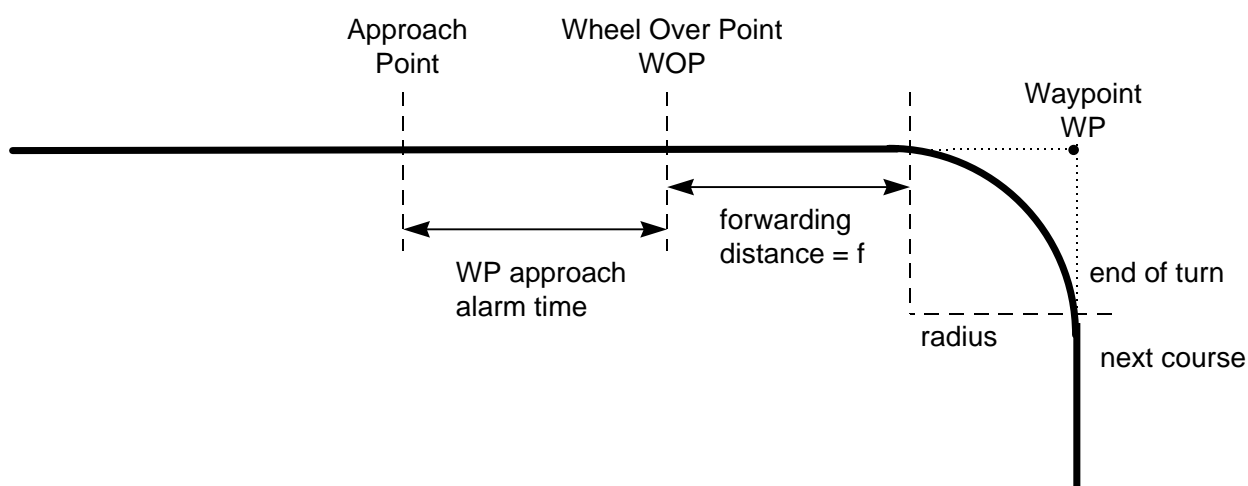 Approach
Point
Wheel Over Point
WOP
Waypoint
WP
forwarding
distance = f
WP approach
alarm time
end of turn
radius
next course